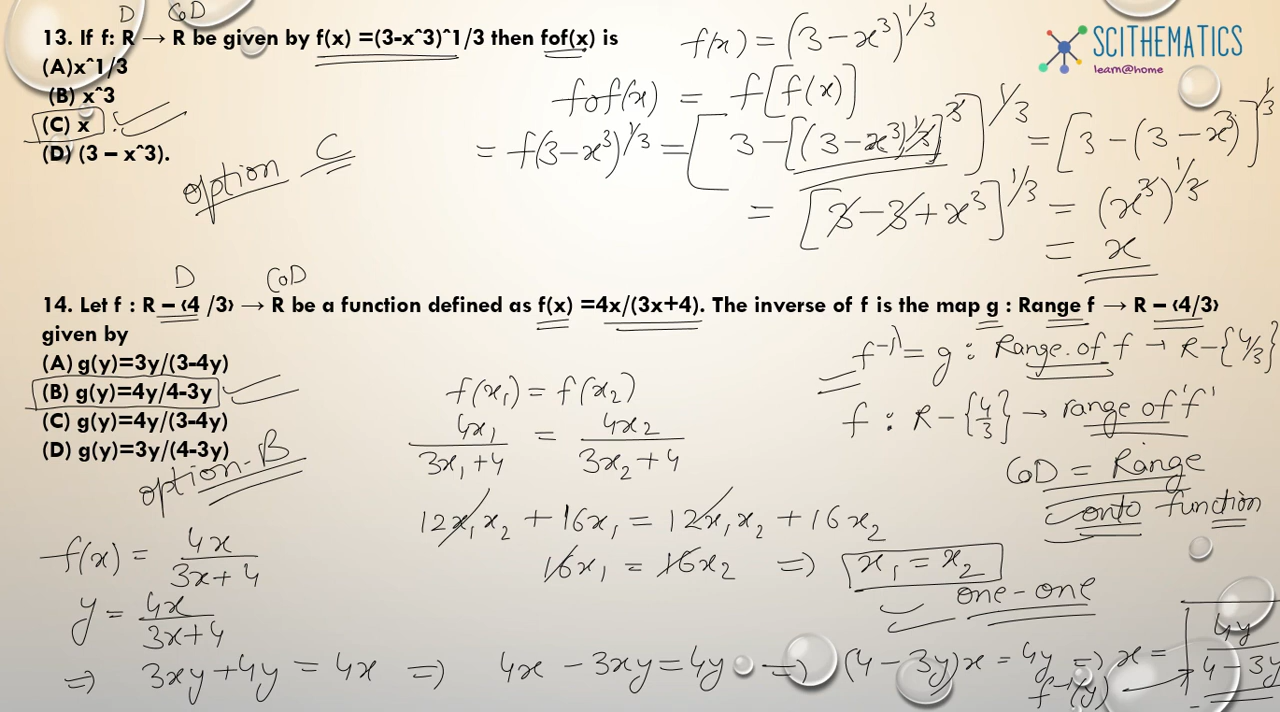 D CoD
13. If f: R → R be given by f(x) =(3-x^3)^1/3 then fof(x) is
(A)x^1/3
(B) x^3
(C) x
(D) (3 – x^3).
option C
f(x) = (3-x³)^1/3
fof(x) = f[f(x)]
= f(3-x³)^1/3 = [3-[(3-x³)^1/3]^3]^1/3 = [3-(3-x³)]^1/3
= [3-3+x³]^1/3 = (x³)^1/3
= x
SCITHEMATICS
learn@home
D CoD
14. Let f : R – ‹4 /3› → R be a function defined as f(x) =4x/(3x+4). The inverse of f is the map g : Range f → R – ‹4/3›
given by
(A) g(y)=3y/(3-4y)
(B) g(y)=4y/4-3y
(C) g(y)=4y/(3-4y)
(D) g(y)=3y/(4-3y)
option-B
f⁻¹ = g : Range of f → R-{4/3}
f : R-{4/3} → range of 'f'
CoD = Range
onto function
f(x₁) = f(x₂)
4x₁/3x₁+4 = 4x₂/3x₂+4
12x₁x₂ + 16x₁ = 12x₁x₂ + 16x₂
16x₁ = 16x₂ => x₁ = x₂
one-one
f(x) = 4x/3x+4
y = 4x/3x+4
=> 3xy+4y = 4x => 4x - 3xy = 4y => (4-3y)x = 4y => x = 4y/4-3y
f⁻¹(y)